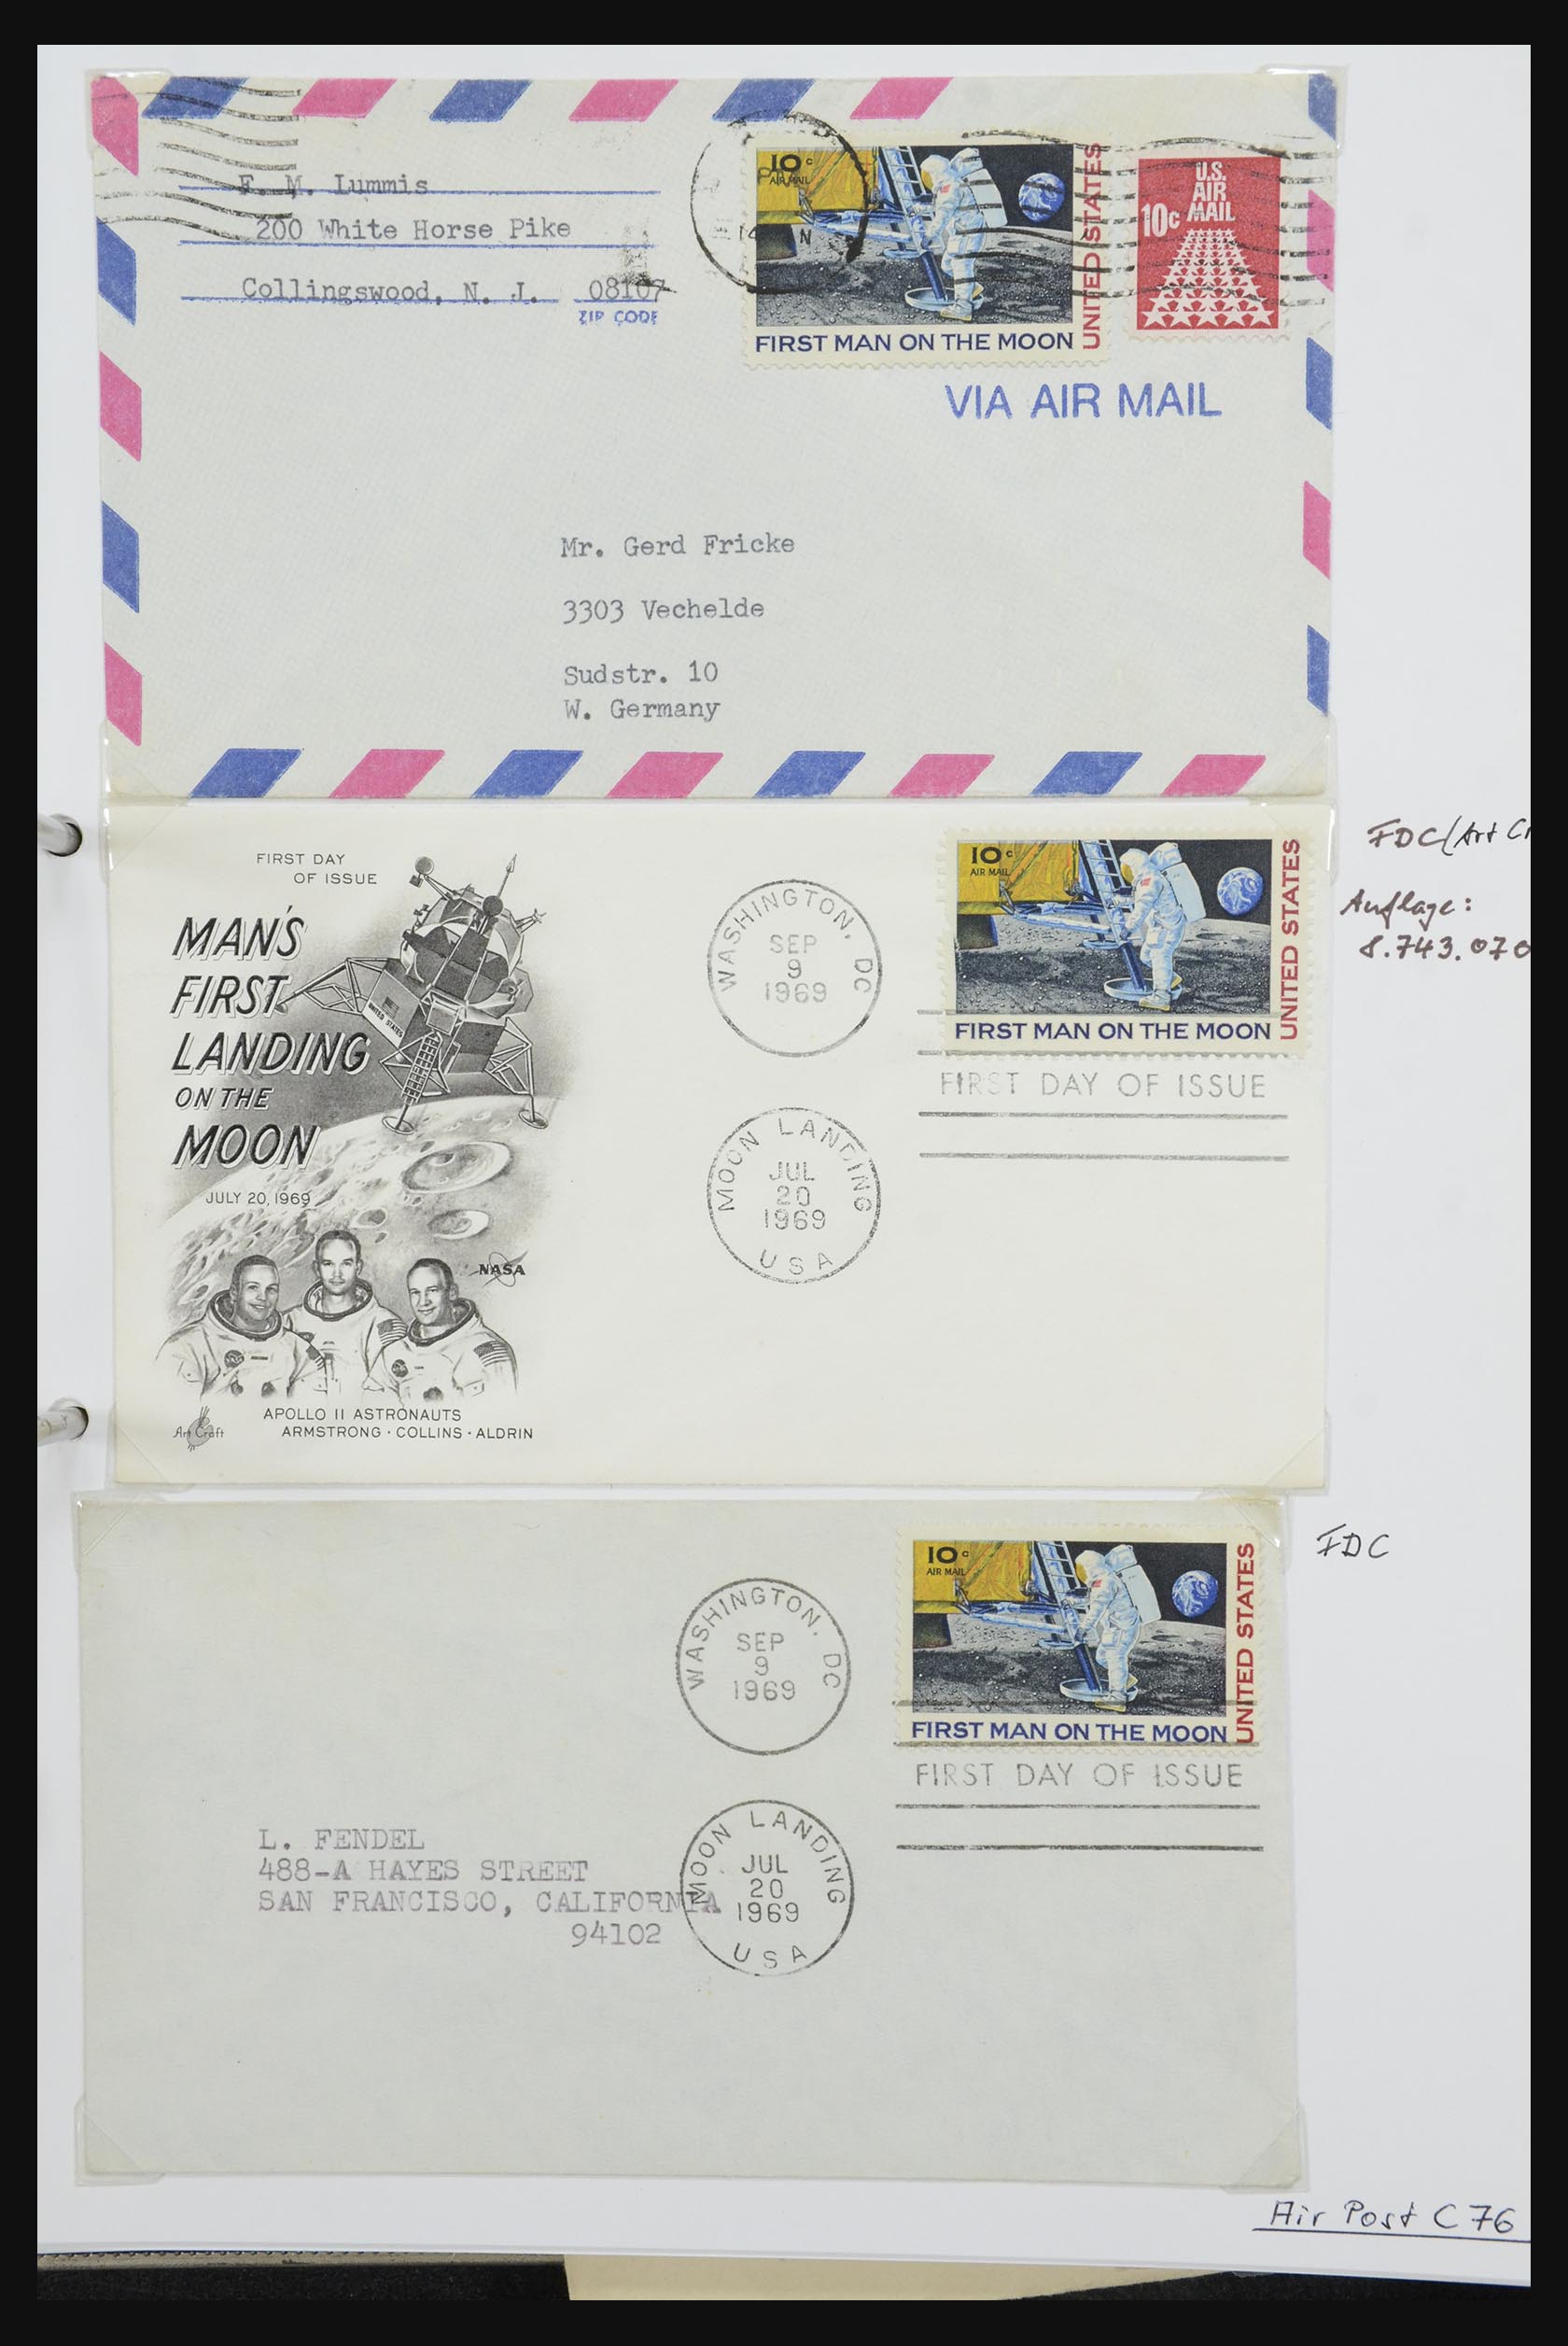 F. M. Lummis
200 White Horse Pike
Collingswood, N. J. 08107
ZIP CODE
10c
AIR MAIL
UNITED STATES
FIRST MAN ON THE MOON
U.S.
AIR
MAIL
10c
VIA AIR MAIL
Mr. Gerd Fricke
3303 Vechelde
Sudstr. 10
W. Germany
FIRST DAY
OF ISSUE
MAN'S
FIRST
LANDING
ON THE
MOON
JULY 20, 1969
UNITED STATES
NASA
Art Craft
APOLLO 11 ASTRONAUTS
ARMSTRONG · COLLINS · ALDRIN
WASHINGTON, DC
SEP
9
1969
MOON LANDING
JUL
20
1969
USA
10c
AIR MAIL
UNITED STATES
FIRST MAN ON THE MOON
FIRST DAY OF ISSUE
FDC (Art
Auflage:
8.743.070
WASHINGTON, DC
SEP
9
1969
10c
AIR MAIL
UNITED STATES
FIRST MAN ON THE MOON
FIRST DAY OF ISSUE
FDC
L. FENDEL
488-A HAYES STREET
SAN FRANCISCO, CALIFORNIA
94102
MOON LANDING
JUL
20
1969
USA
Air Post C 76